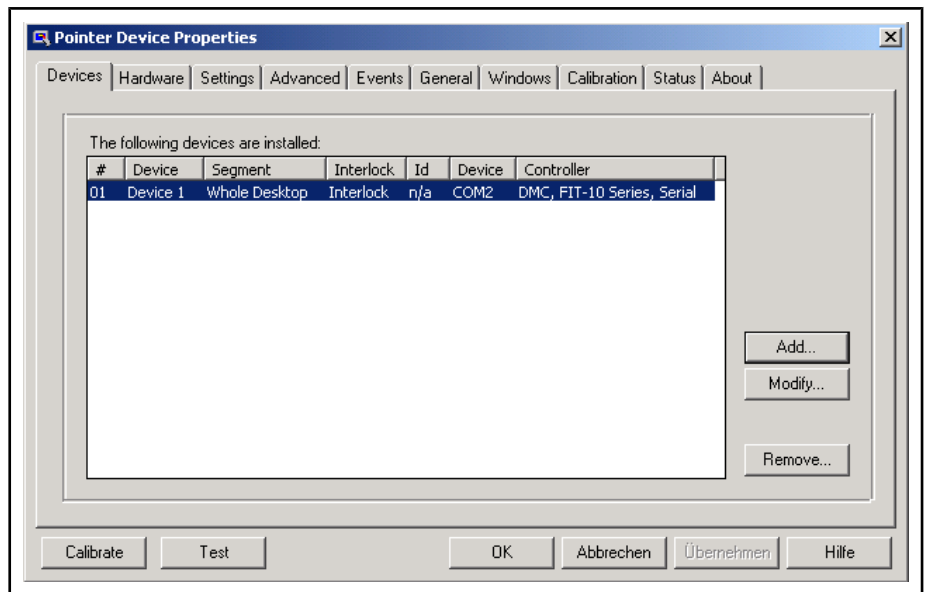 Pointer Device Properties
Devices Hardware Settings Advanced Events General Windows Calibration Status About
The following devices are installed:
# Device Segment Interlock Id Device Controller
01 Device 1 Whole Desktop Interlock n/a COM2 DMC, FIT-10 Series, Serial
Add...
Modify...
Remove...
Calibrate Test OK Abbrechen Übernehmen Hilfe